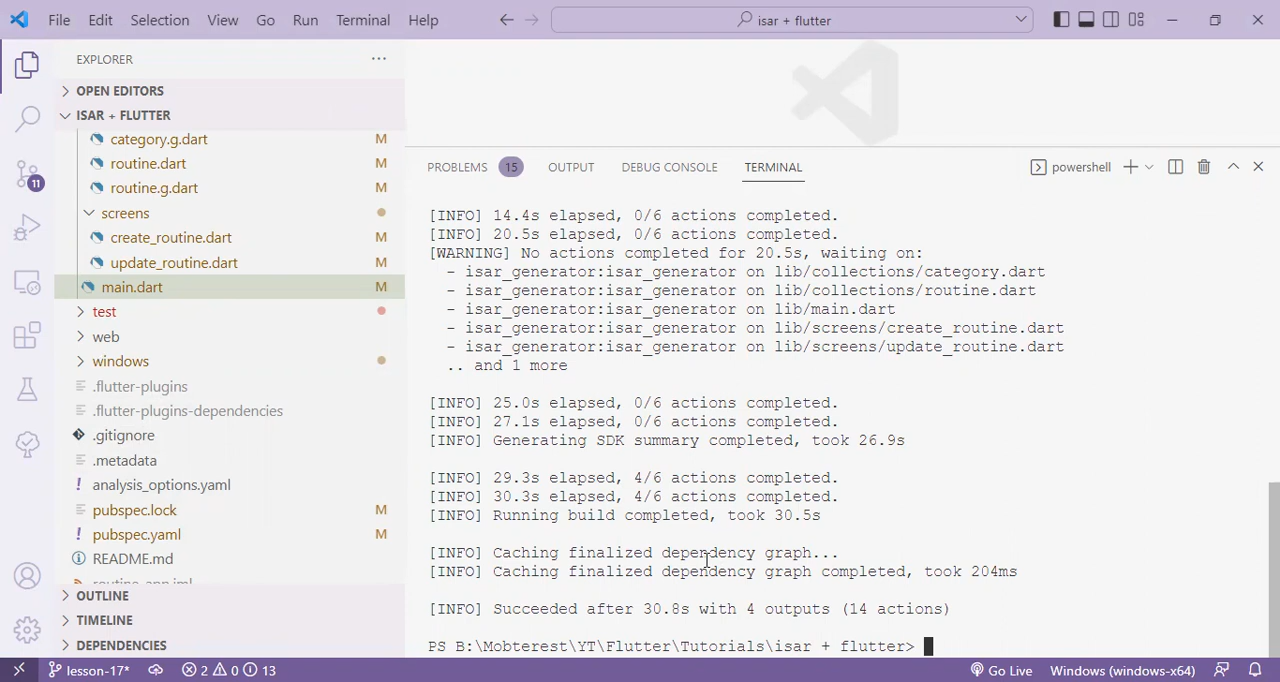 File Edit Selection View Go Run Terminal Help isar + flutter
EXPLORER
OPEN EDITORS
ISAR + FLUTTER
category.g.dart M
routine.dart M
routine.g.dart M
screens
create_routine.dart M
update_routine.dart M
main.dart M
test
web
windows
.flutter-plugins
.flutter-plugins-dependencies
.gitignore
.metadata
analysis_options.yaml
pubspec.lock M
pubspec.yaml M
README.md
routine_app.iml
OUTLINE
TIMELINE
DEPENDENCIES
11
PROBLEMS 15 OUTPUT DEBUG CONSOLE TERMINAL powershell
[INFO] 14.4s elapsed, 0/6 actions completed.
[INFO] 20.5s elapsed, 0/6 actions completed.
[WARNING] No actions completed for 20.5s, waiting on:
- isar_generator:isar_generator on lib/collections/category.dart
- isar_generator:isar_generator on lib/collections/routine.dart
- isar_generator:isar_generator on lib/main.dart
- isar_generator:isar_generator on lib/screens/create_routine.dart
- isar_generator:isar_generator on lib/screens/update_routine.dart
.. and 1 more
[INFO] 25.0s elapsed, 0/6 actions completed.
[INFO] 27.1s elapsed, 0/6 actions completed.
[INFO] Generating SDK summary completed, took 26.9s
[INFO] 29.3s elapsed, 4/6 actions completed.
[INFO] 30.3s elapsed, 4/6 actions completed.
[INFO] Running build completed, took 30.5s
[INFO] Caching finalized dependency graph...
[INFO] Caching finalized dependency graph completed, took 204ms
[INFO] Succeeded after 30.8s with 4 outputs (14 actions)
PS B:\Mobterest\YT\Flutter\Tutorials\isar + flutter>
lesson-17* 2 0 13 Go Live Windows (windows-x64)